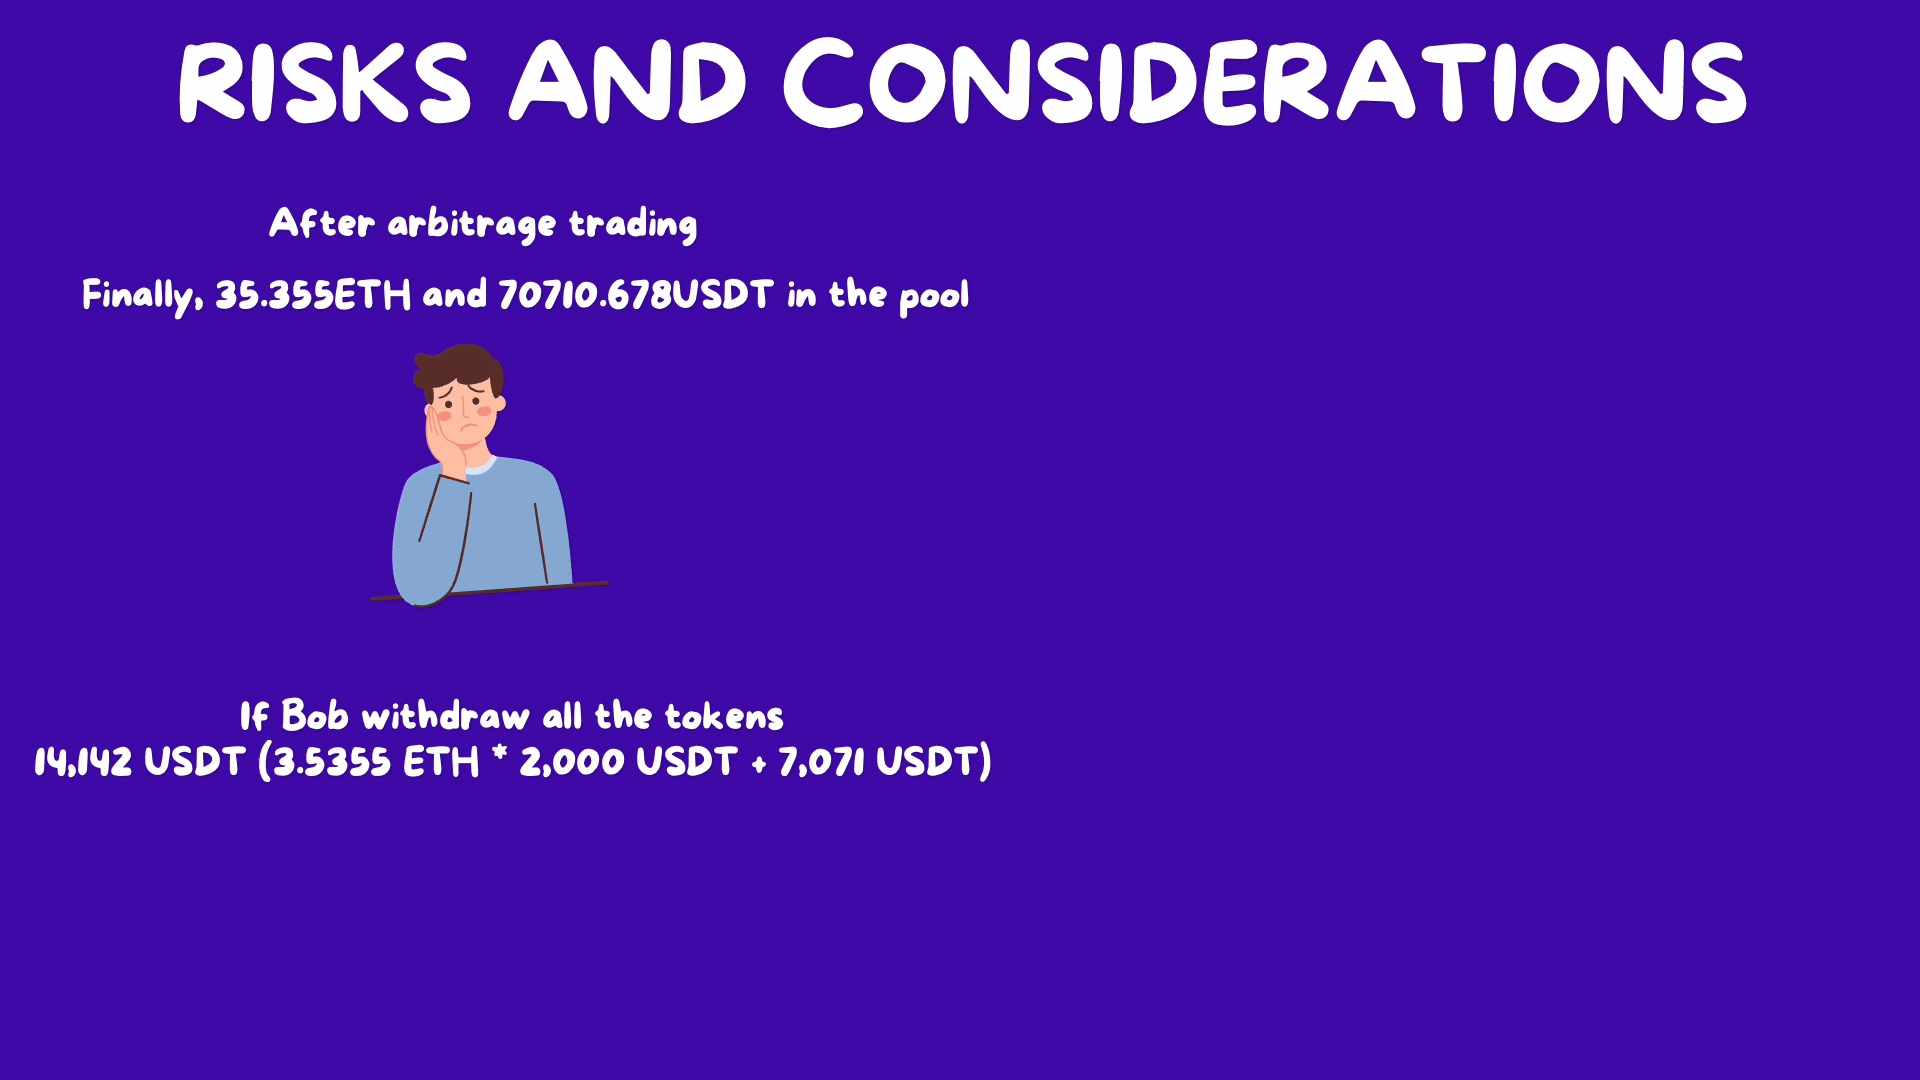 RISKS AND CONSIDERATIONS
After arbitrage trading
Finally, 35.355ETH and 70710.678USDT in the pool
If Bob withdraw all the tokens
14,142 USDT (3.5355 ETH * 2,000 USDT + 7,071 USDT)